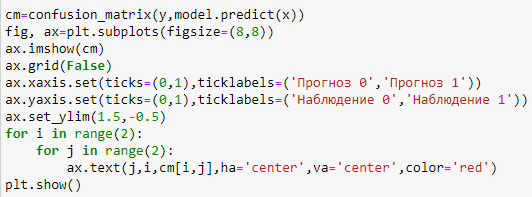 cm=confusion_matrix(y,model.predict(x))
fig, ax=plt.subplots(figsize=(8,8))
ax.imshow(cm)
ax.grid(False)
ax.xaxis.set(ticks=(0,1),ticklabels=('Прогноз 0','Прогноз 1'))
ax.yaxis.set(ticks=(0,1),ticklabels=('Наблюдение 0','Наблюдение 1'))
ax.set_ylim(1.5,-0.5)
for i in range(2):
    for j in range(2):
        ax.text(j,i,cm[i,j],ha='center',va='center',color='red')
plt.show()